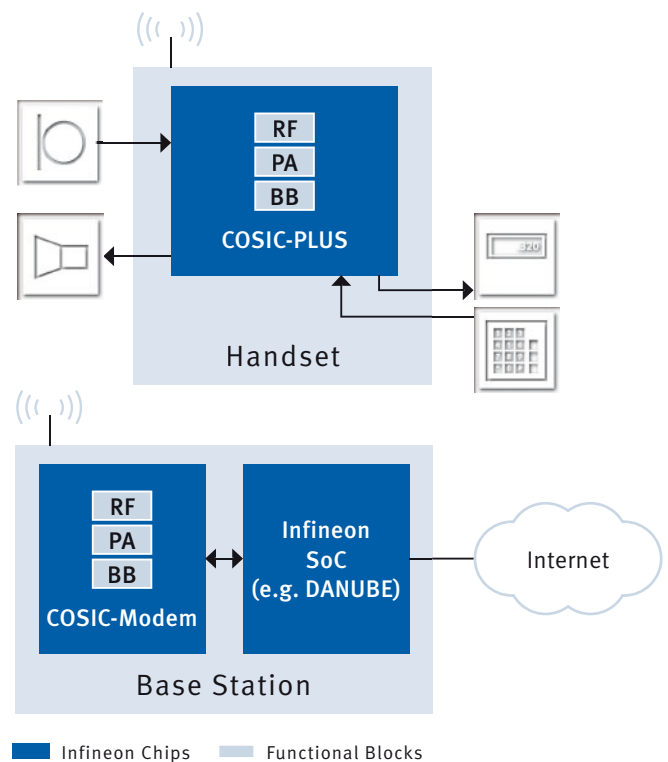 RF
PA
BB
COSIC-PLUS
320
Handset
RF
PA
BB
COSIC-Modem
Infineon
SoC
(e.g. DANUBE)
Internet
Base Station
Infineon Chips
Functional Blocks